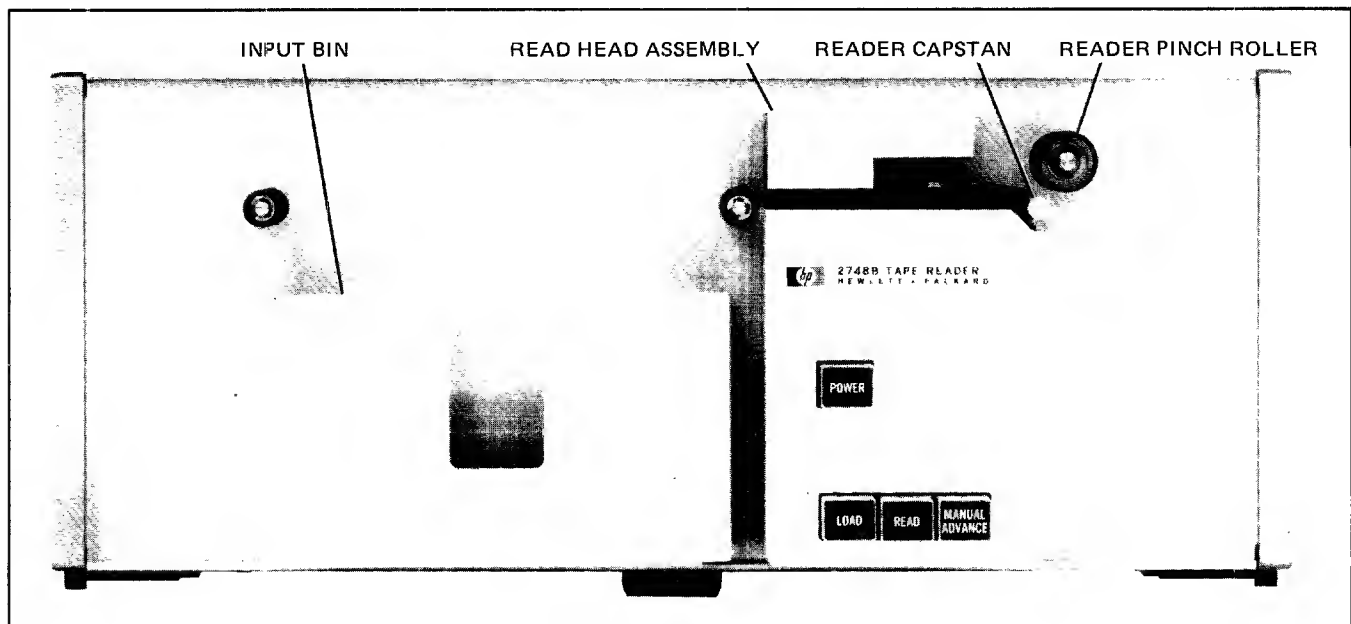 INPUT BIN READ HEAD ASSEMBLY READER CAPSTAN READER PINCH ROLLER
hp 2748B TAPE READER
HEWLETT • PACKARD
POWER
LOAD READ MANUAL ADVANCE